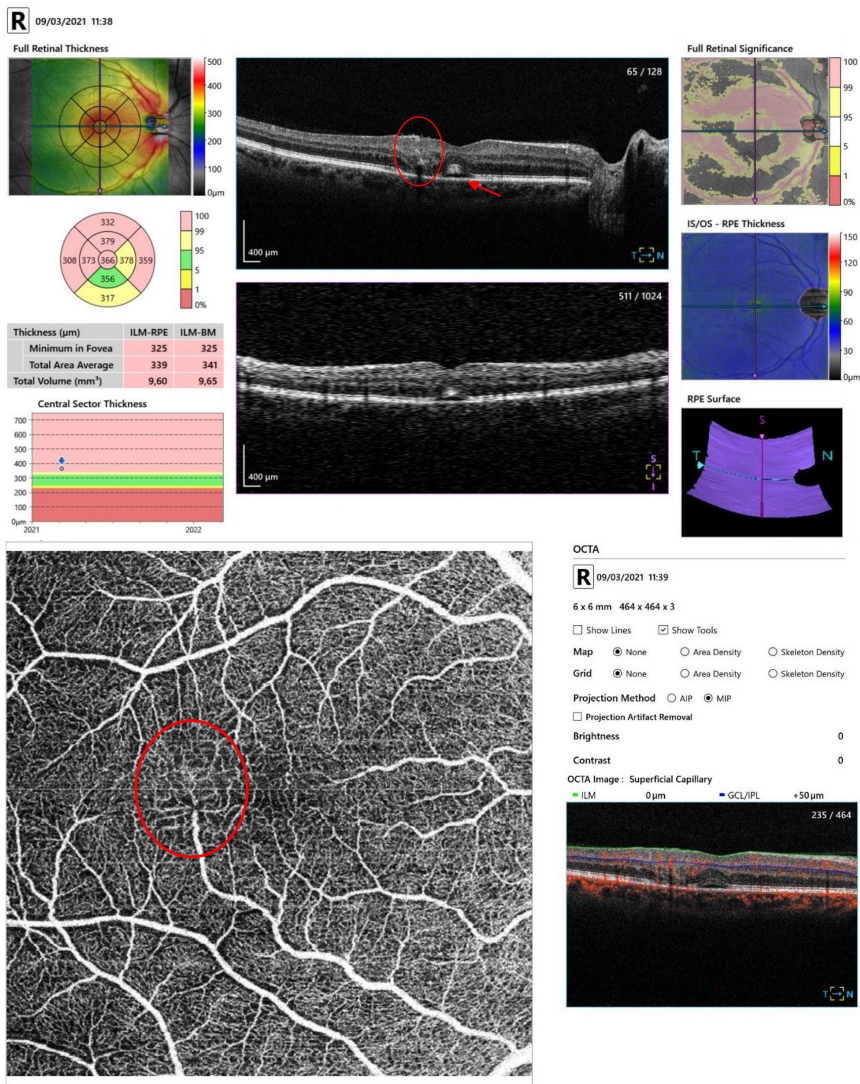 R 09/03/2021 11:38
Full Retinal Thickness
500
400
300
200
100
0µm
65 / 128
400 µm
T N
Full Retinal Significance
100
99
95
5
1
0%
332
379
308 373 366 378 359
356
317
100
99
95
5
1
0%
511 / 1024
400 µm
S
I
IS/OS - RPE Thickness
150
120
90
60
30
0µm
Thickness (µm) ILM-RPE ILM-BM
Minimum in Fovea 325 325
Total Area Average 339 341
Total Volume (mm³) 9,60 9,65
Central Sector Thickness
700
600
500
400
300
200
100
0µm
2021 2022
RPE Surface
S
T N
OCTA
R 09/03/2021 11:39
6 x 6 mm 464 x 464 x 3
Show Lines Show Tools
Map None Area Density Skeleton Density
Grid None Area Density Skeleton Density
Projection Method AIP MIP
Projection Artifact Removal
Brightness 0
Contrast 0
OCTA Image : Superficial Capillary
ILM 0µm GCL/IPL +50µm
235 / 464
T N